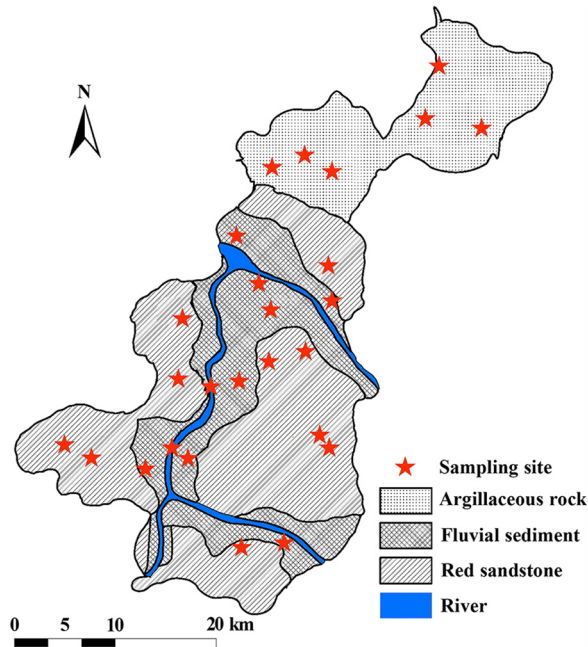 N
Sampling site
Argillaceous rock
Fluvial sediment
Red sandstone
River
0 5 10 20 km